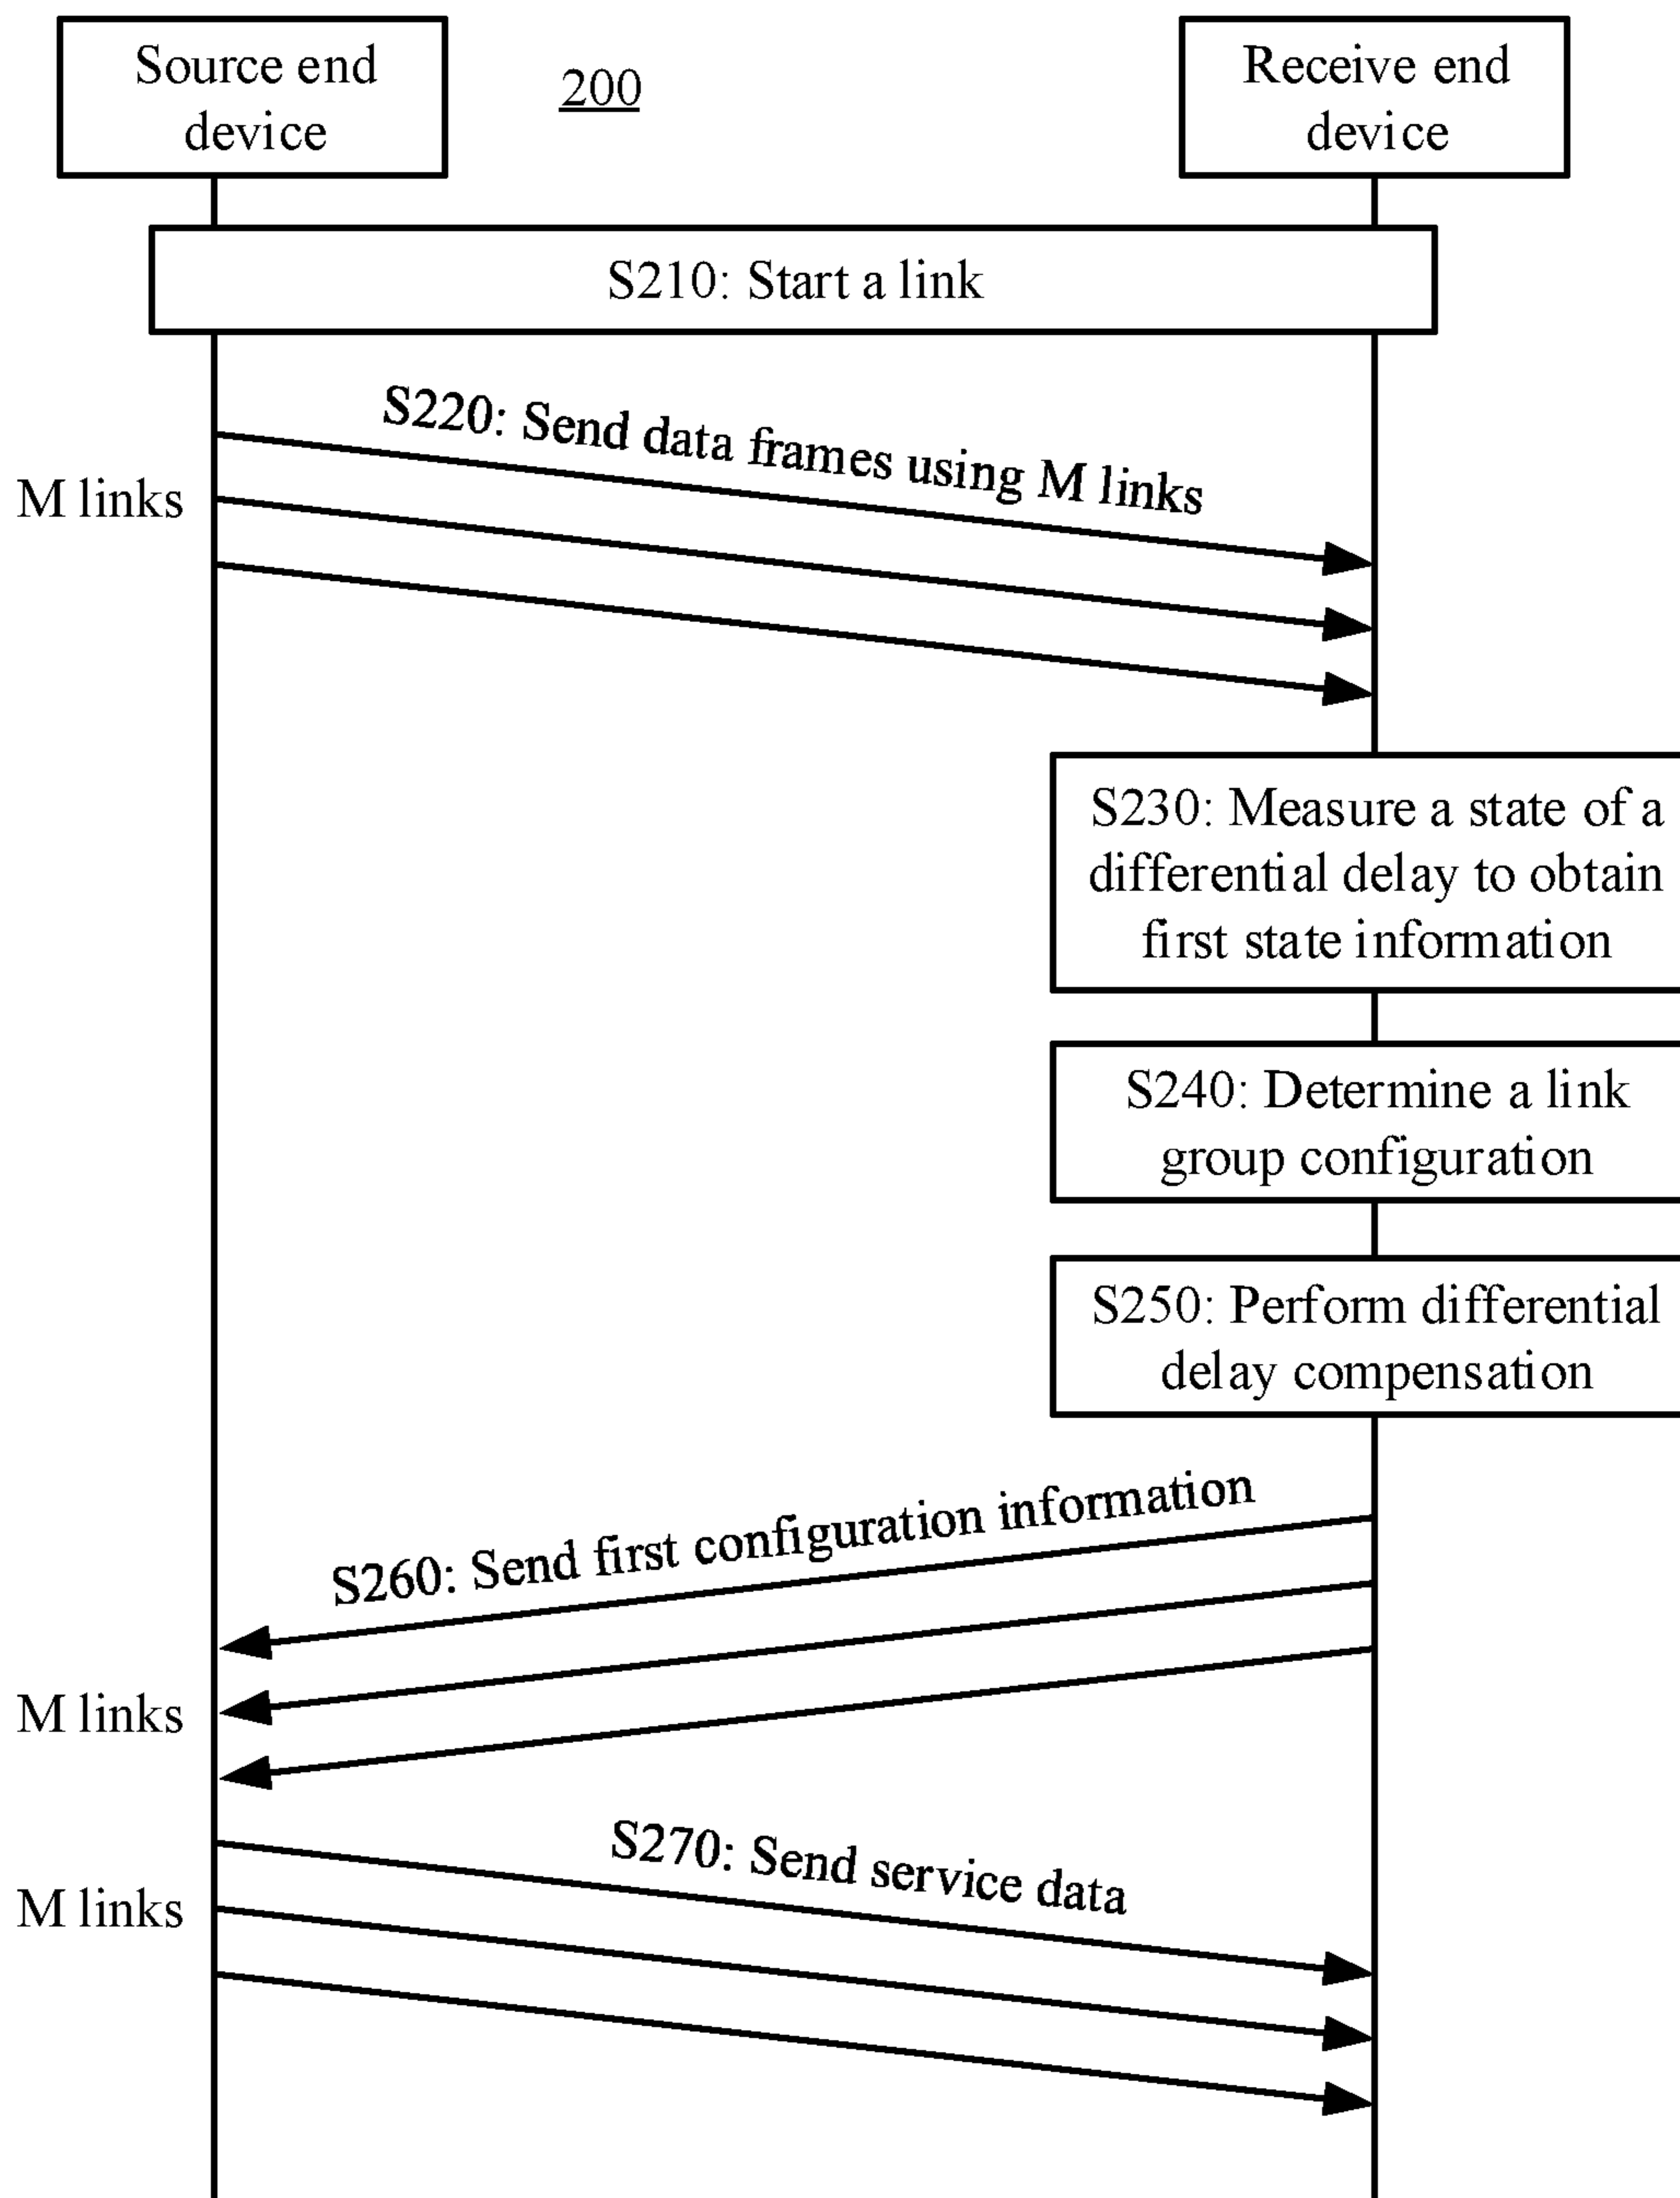 Source end
device
200
Receive end
device
S210: Start a link
S220: Send data frames using M links
M links
S230: Measure a state of a
differential delay to obtain
first state information
S240: Determine a link
group configuration
S250: Perform differential
delay compensation
S260: Send first configuration information
M links
S270: Send service data
M links